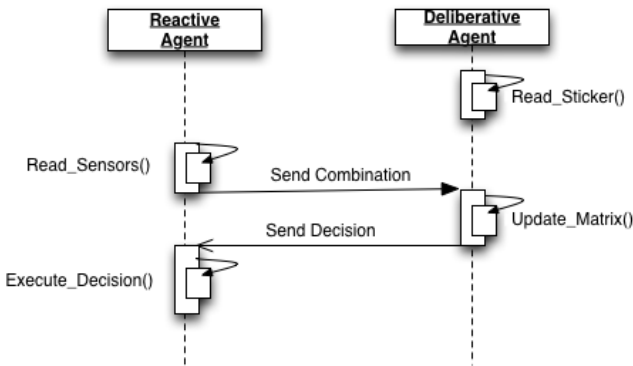 Reactive
Agent
Deliberative
Agent
Read_Sticker()
Read_Sensors()
Send Combination
Update_Matrix()
Send Decision
Execute_Decision()